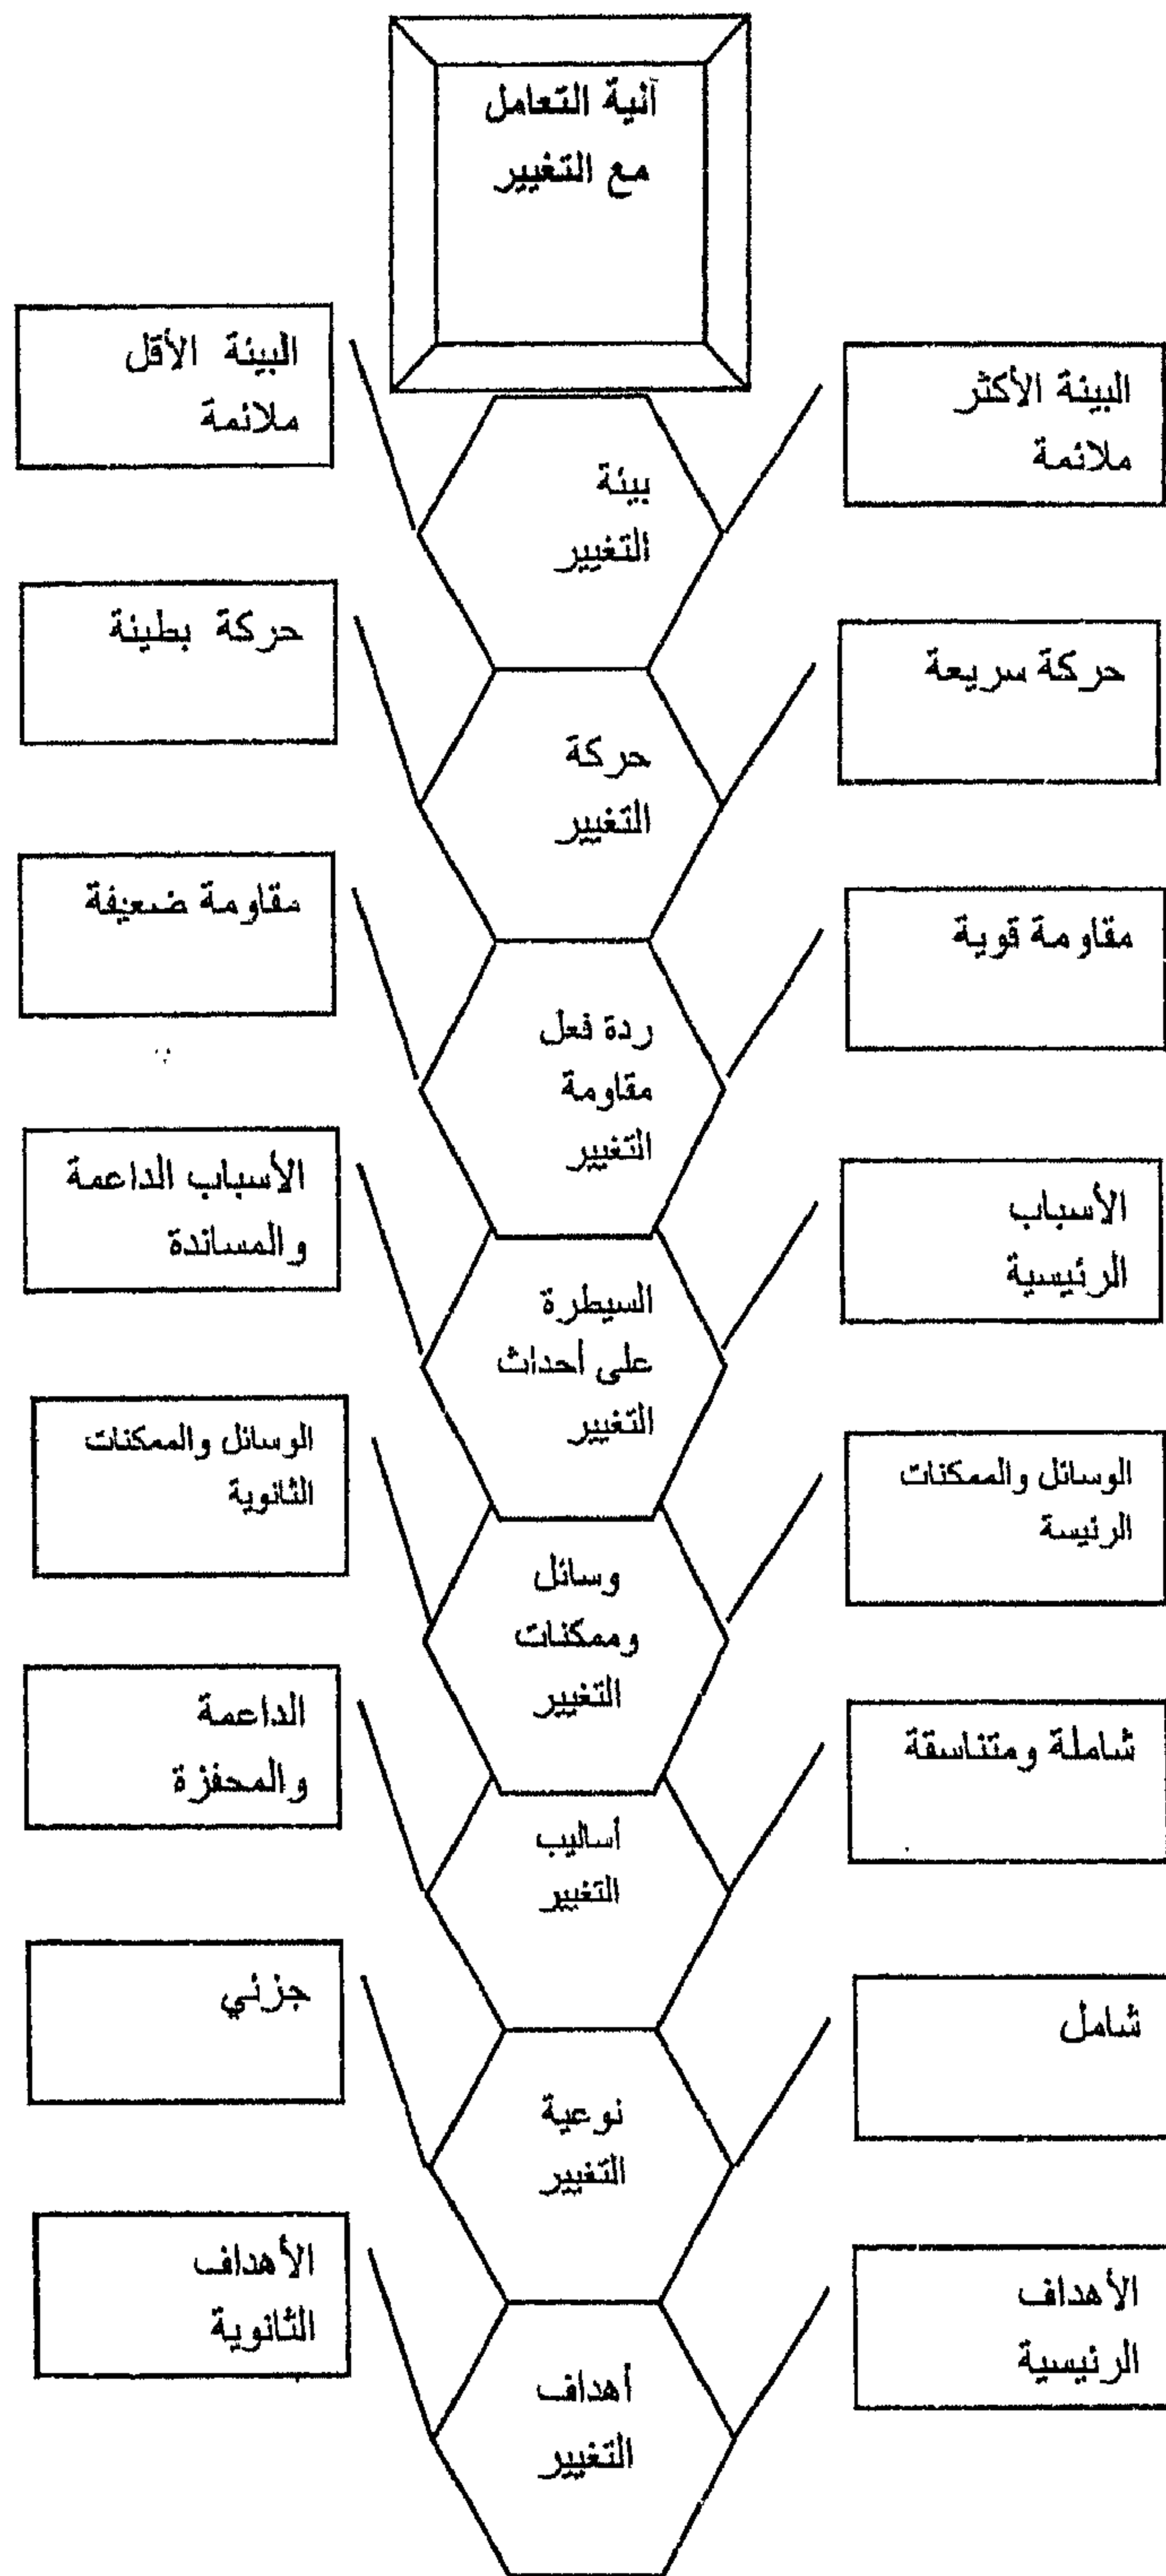 آلية التعامل
مع التغيير
البيئة الأكثر
ملائمة
البيئة الأقل
ملائمة
بيئة
التغيير
حركة سريعة
حركة بطيئة
حركة
التغيير
مقاومة قوية
مقاومة ضعيفة
ردة فعل
مقاومة
التغيير
الأسباب
الرئيسية
الأسباب الداعمة
والمساندة
السيطرة
على أحداث
التغيير
الوسائل والممكنات
الرئيسة
الوسائل والممكنات
الثانوية
وسائل
وممكنات
التغيير
شاملة ومتناسقة
الداعمة
والمحفزة
أساليب
التغيير
شامل
جزئي
نوعية
التغيير
الأهداف
الرئيسية
الأهداف
الثانوية
أهداف
التغيير